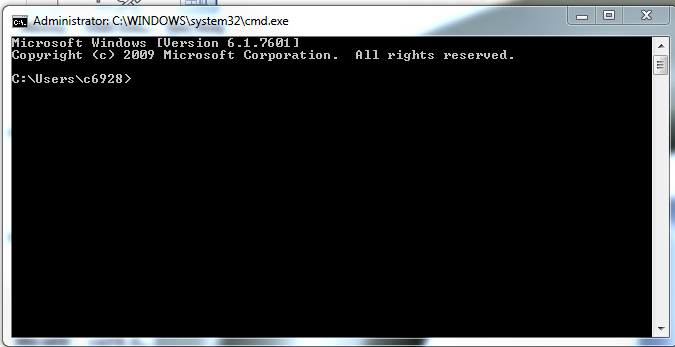 Administrator: C:\WINDOWS\system32\cmd.exe
Microsoft Windows [Version 6.1.7601]
Copyright (c) 2009 Microsoft Corporation.  All rights reserved.
C:\Users\c6928>